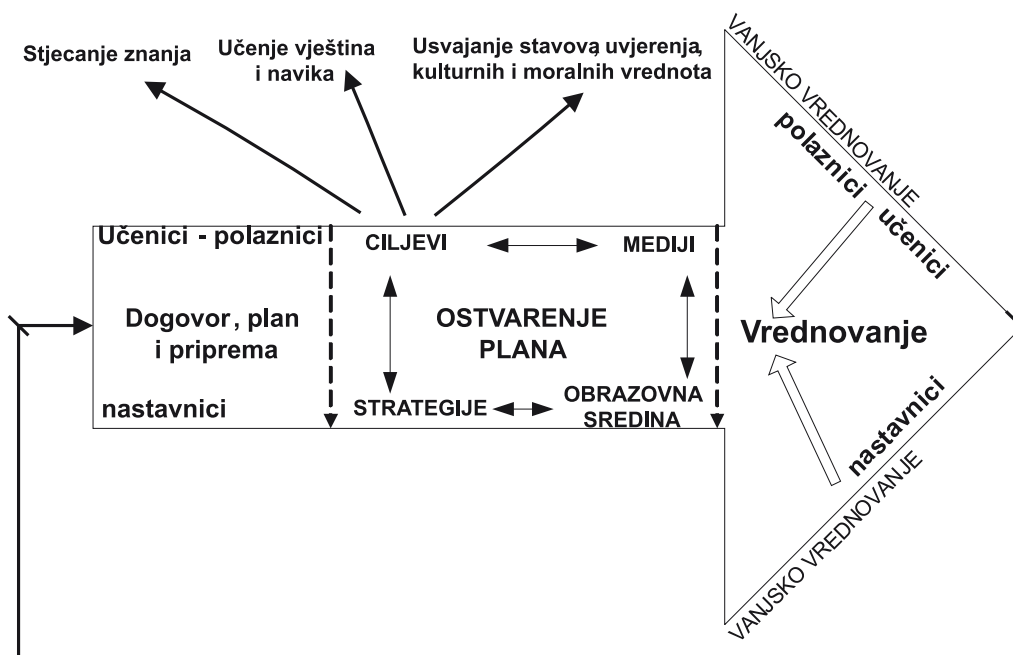 Stjecanje znanja
Učenje vještina
i navika
Usvajanje stavova, uvjerenja,
kulturnih i moralnih vrednota
Učenici - polaznici
Dogovor, plan
i priprema
nastavnici
CILJEVI
MEDIJI
OSTVARENJE
PLANA
STRATEGIJE
OBRAZOVNA
SREDINA
VANJSKO VREDNOVANJE
polaznici učenici
Vrednovanje
nastavnici
VANJSKO VREDNOVANJE